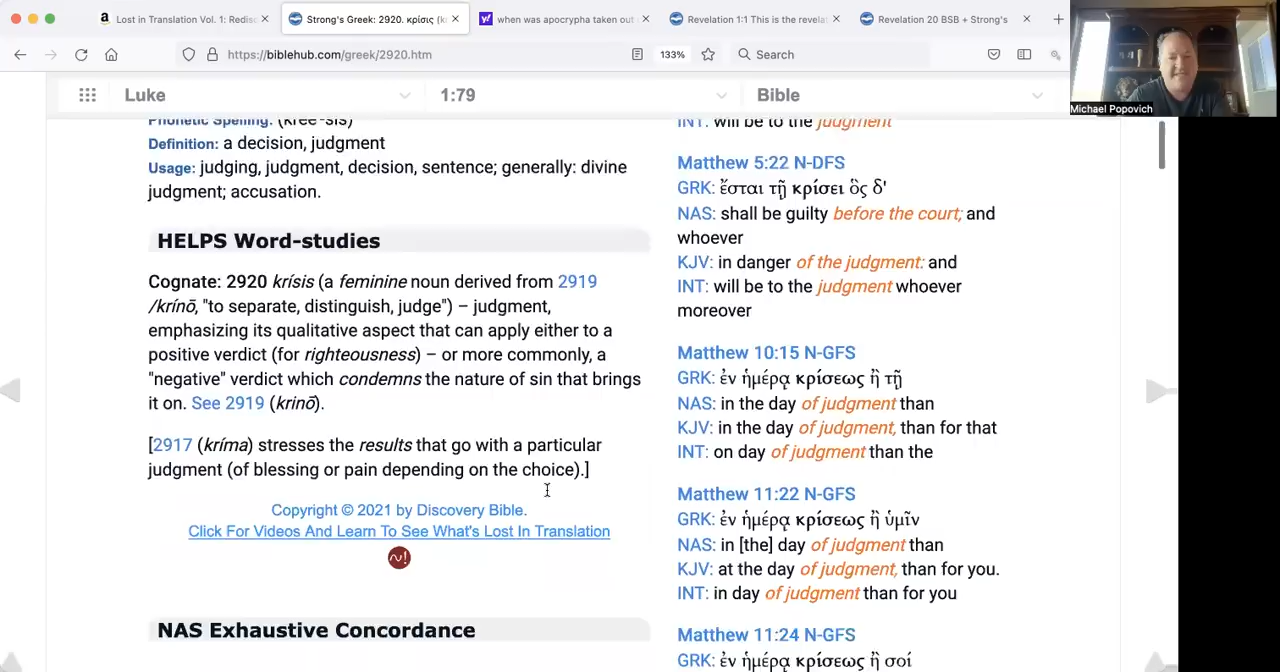 Lost in Translation Vol. 1: Redis
Strong's Greek: 2920. κρίσις (k
when was apocrypha taken out
Revelation 1:1 This is the revela
Revelation 20 BSB + Strong's
https://biblehub.com/greek/2920.htm
133%
Search
Michael Popovich
Luke
1:79
Bible
Phonetic Spelling: (kree'-sis)
Definition: a decision, judgment
Usage: judging, judgment, decision, sentence; generally: divine
judgment; accusation.
HELPS Word-studies
Cognate: 2920 krísis (a feminine noun derived from 2919
/krínō, "to separate, distinguish, judge") – judgment,
emphasizing its qualitative aspect that can apply either to a
positive verdict (for righteousness) – or more commonly, a
"negative" verdict which condemns the nature of sin that brings
it on. See 2919 (krinō).
[2917 (kríma) stresses the results that go with a particular
judgment (of blessing or pain depending on the choice).]
Copyright © 2021 by Discovery Bible.
Click For Videos And Learn To See What's Lost In Translation
NAS Exhaustive Concordance
INT: will be to the judgment
Matthew 5:22 N-DFS
GRK: ἔσται τῇ κρίσει ὃς δ'
NAS: shall be guilty before the court; and
whoever
KJV: in danger of the judgment: and
INT: will be to the judgment whoever
moreover
Matthew 10:15 N-GFS
GRK: ἐν ἡμέρᾳ κρίσεως ἢ τῇ
NAS: in the day of judgment than
KJV: in the day of judgment, than for that
INT: on day of judgment than the
Matthew 11:22 N-GFS
GRK: ἐν ἡμέρᾳ κρίσεως ἢ ὑμῖν
NAS: in [the] day of judgment than
KJV: at the day of judgment, than for you.
INT: in day of judgment than for you
Matthew 11:24 N-GFS
GRK: ἐν ἡμέρᾳ κρίσεως ἢ σοί